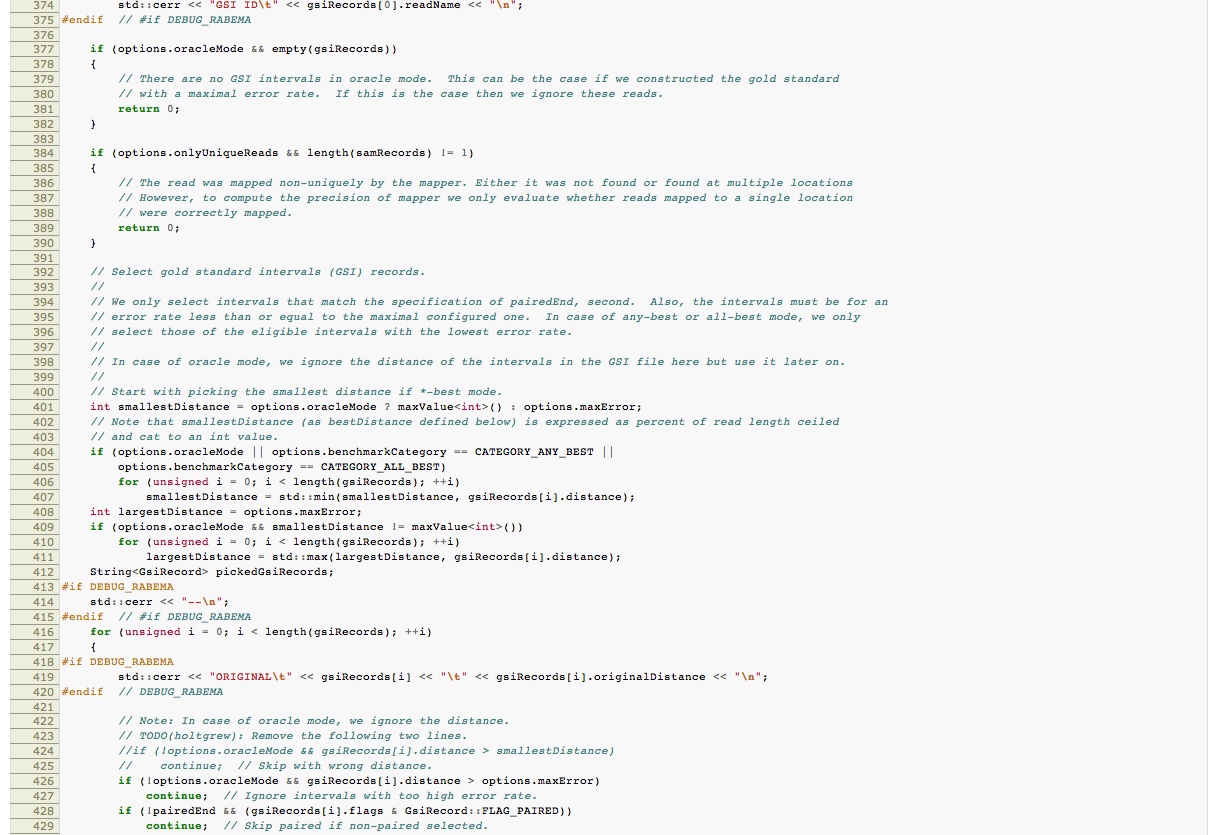 374         std::cerr << "GSI ID\t" << gsiRecords[0].readName << "\n";
375 #endif  // #if DEBUG_RABEMA
376
377     if (options.oracleMode && empty(gsiRecords))
378     {
379         // There are no GSI intervals in oracle mode.  This can be the case if we constructed the gold standard
380         // with a maximal error rate.  If this is the case then we ignore these reads.
381         return 0;
382     }
383
384     if (options.onlyUniqueReads && length(samRecords) != 1)
385     {
386         // The read was mapped non-uniquely by the mapper. Either it was not found or found at multiple locations
387         // However, to compute the precision of mapper we only evaluate whether reads mapped to a single location
388         // were correctly mapped.
389         return 0;
390     }
391
392     // Select gold standard intervals (GSI) records.
393     //
394     // We only select intervals that match the specification of pairedEnd, second.  Also, the intervals must be for an
395     // error rate less than or equal to the maximal configured one.  In case of any-best or all-best mode, we only
396     // select those of the eligible intervals with the lowest error rate.
397     //
398     // In case of oracle mode, we ignore the distance of the intervals in the GSI file here but use it later on.
399     //
400     // Start with picking the smallest distance if *-best mode.
401     int smallestDistance = options.oracleMode ? maxValue<int>() : options.maxError;
402     // Note that smallestDistance (as bestDistance defined below) is expressed as percent of read length ceiled
403     // and cat to an int value.
404     if (options.oracleMode || options.benchmarkCategory == CATEGORY_ANY_BEST ||
405         options.benchmarkCategory == CATEGORY_ALL_BEST)
406         for (unsigned i = 0; i < length(gsiRecords); ++i)
407             smallestDistance = std::min(smallestDistance, gsiRecords[i].distance);
408     int largestDistance = options.maxError;
409     if (options.oracleMode && smallestDistance != maxValue<int>())
410         for (unsigned i = 0; i < length(gsiRecords); ++i)
411             largestDistance = std::max(largestDistance, gsiRecords[i].distance);
412     String<GsiRecord> pickedGsiRecords;
413 #if DEBUG_RABEMA
414     std::cerr << "--\n";
415 #endif  // #if DEBUG_RABEMA
416     for (unsigned i = 0; i < length(gsiRecords); ++i)
417     {
418 #if DEBUG_RABEMA
419         std::cerr << "ORIGINAL\t" << gsiRecords[i] << "\t" << gsiRecords[i].originalDistance << "\n";
420 #endif  // DEBUG_RABEMA
421
422         // Note: In case of oracle mode, we ignore the distance.
423         // TODO(holtgrew): Remove the following two lines.
424         //if (!options.oracleMode && gsiRecords[i].distance > smallestDistance)
425         //    continue;  // Skip with wrong distance.
426         if (!options.oracleMode && gsiRecords[i].distance > options.maxError)
427             continue;  // Ignore intervals with too high error rate.
428         if (!pairedEnd && (gsiRecords[i].flags & GsiRecord::FLAG_PAIRED))
429             continue;  // Skip paired if non-paired selected.